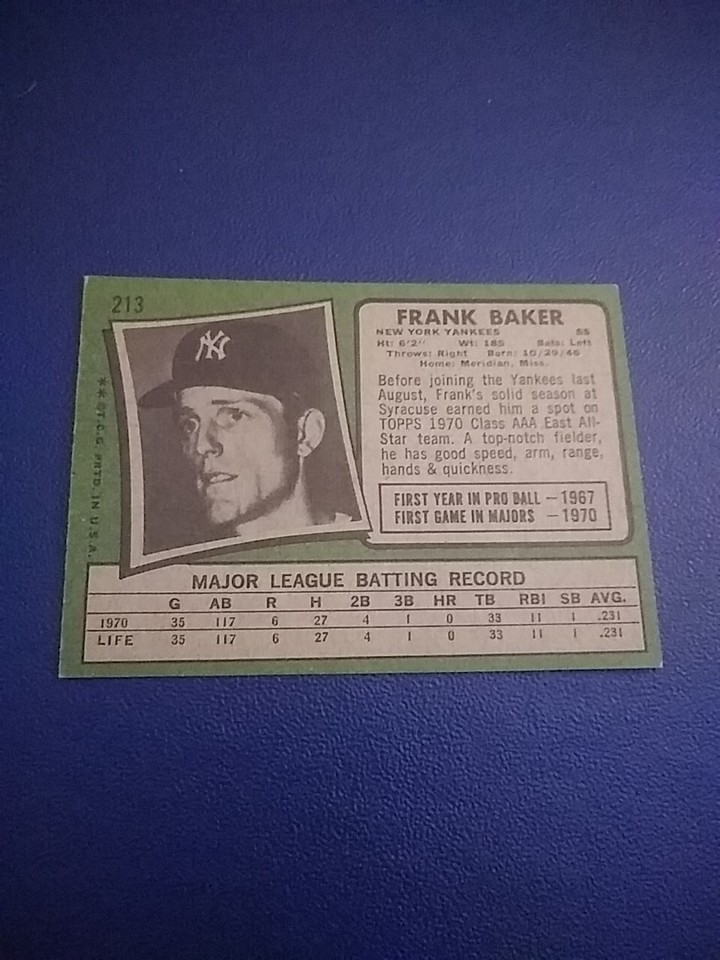 213
**©T.C.G. PRTD. IN U.S.A.
NY
FRANK BAKER
NEW YORK YANKEES SS
Ht: 6'2" Wt: 185 Bats: Left
Throws: Right Born: 10/29/46
Home: Meridian, Miss.
Before joining the Yankees last
August, Frank's solid season at
Syracuse earned him a spot on
TOPPS 1970 Class AAA East All-
Star team. A top-notch fielder,
he has good speed, arm, range,
hands & quickness.
FIRST YEAR IN PRO BALL — 1967
FIRST GAME IN MAJORS — 1970
MAJOR LEAGUE BATTING RECORD
G AB R H 2B 3B HR TB RBI SB AVG.
1970 35 117 6 27 4 1 0 33 11 1 .231
LIFE 35 117 6 27 4 1 0 33 11 1 .231